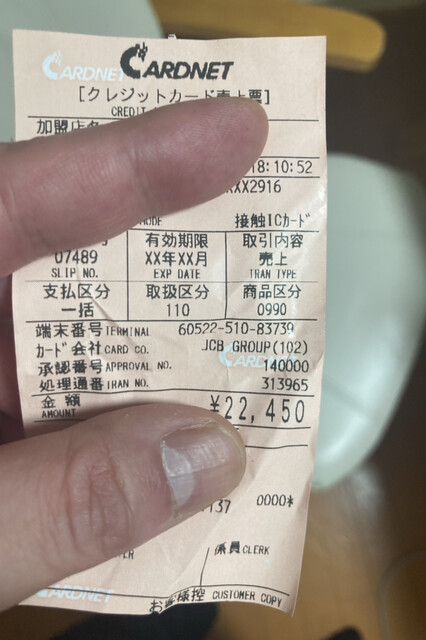 CARDNET CARDNET
[クレジットカード売上票]
CREDIT
加盟店名
18:10:52
XXX2916
MODE 接触ICカード
有効期限 取引内容
07489 XX年XX月 売上
SLIP NO. EXP DATE TRAN TYPE
支払区分 取扱区分 商品区分
一括 110 0990
端末番号 TERMINAL 60522-510-83739
カード会社 CARD CO. JCB GROUP(102)
CARDNET
承認番号 APPROVAL NO. 140000
処理通番 TRAN NO. 313965
金額
AMOUNT ¥22,450
137 0000*
係員 CLERK
CARDNET
お客様控 CUSTOMER COPY